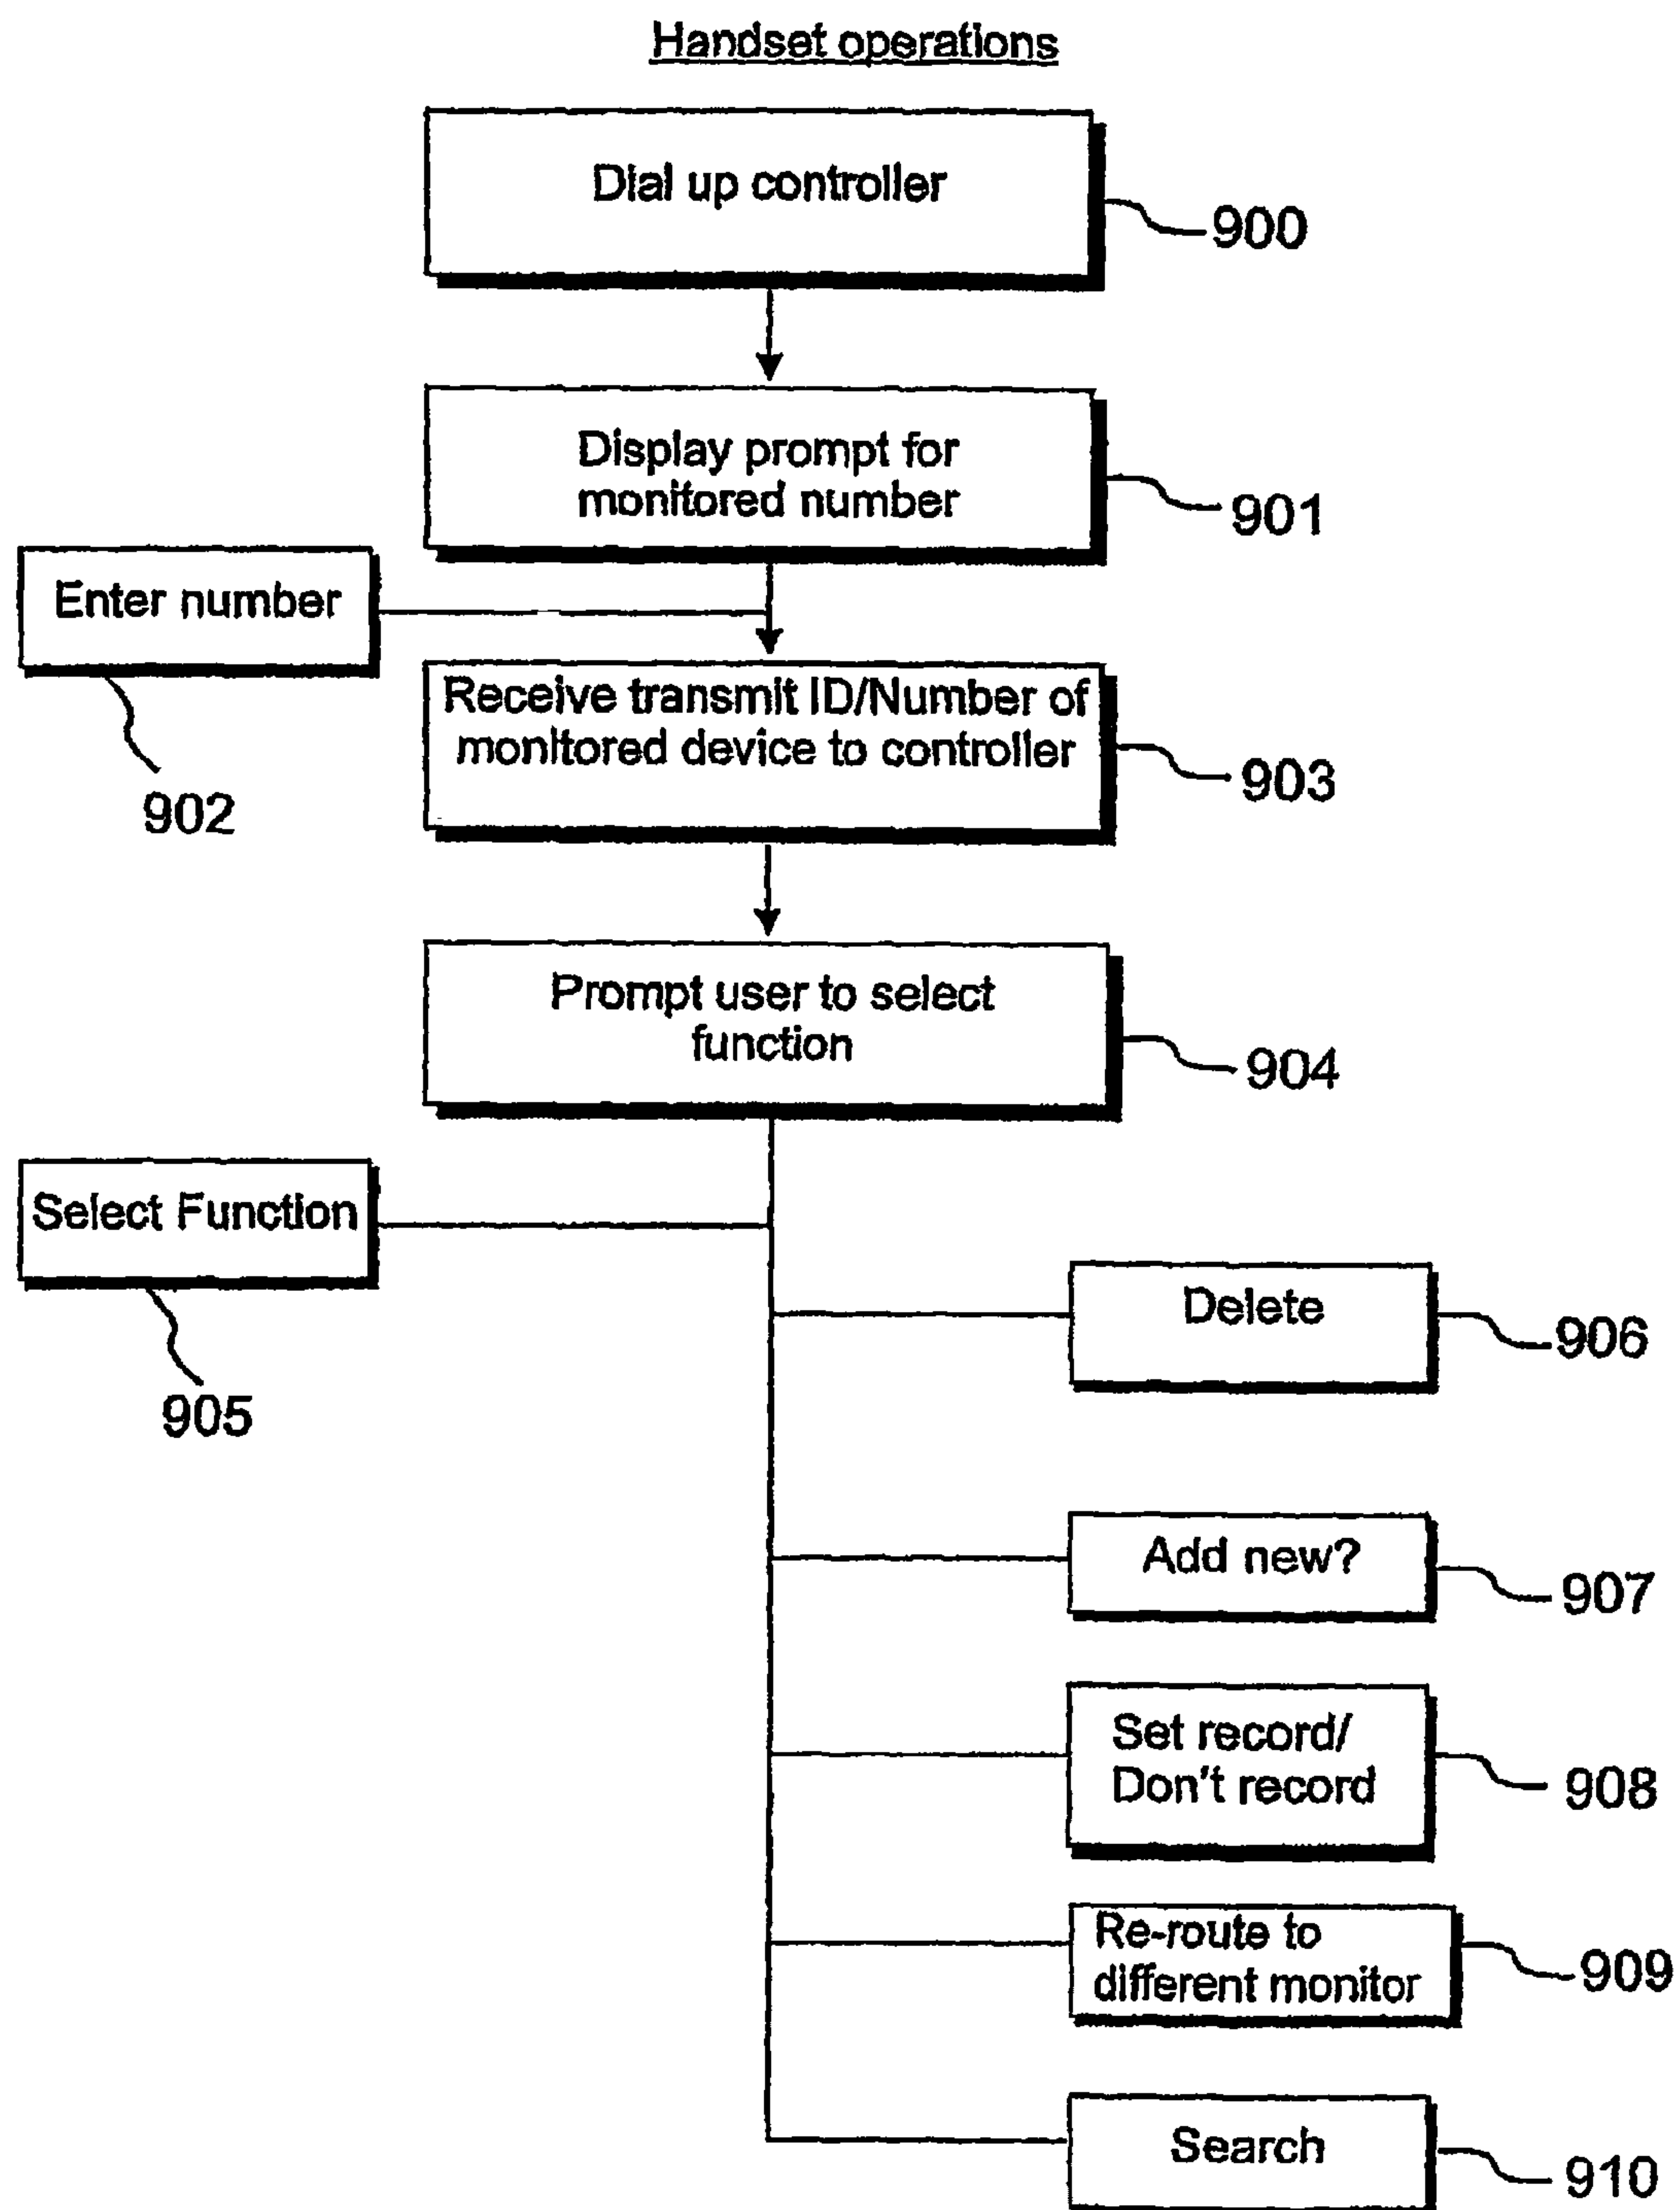 Handset operations
Dial up controller
900
Display prompt for
monitored number
901
Enter number
902
Receive transmit ID/Number of
monitored device to controller
903
Prompt user to select
function
904
Select Function
905
Delete
906
Add new?
907
Set record/
Don't record
908
Re-route to
different monitor
909
Search
910